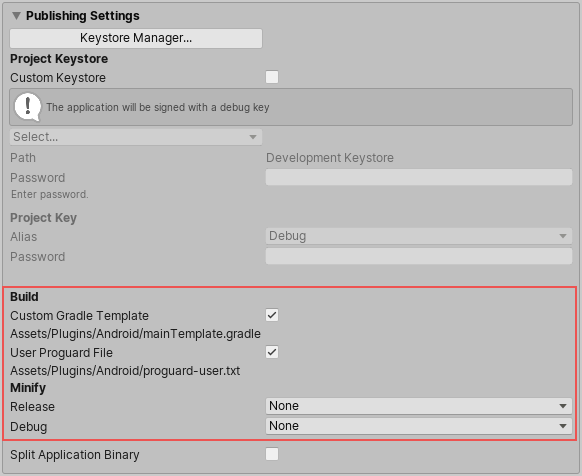 Publishing Settings
Keystore Manager...
Project Keystore
Custom Keystore
The application will be signed with a debug key
Select...
Path Development Keystore
Password
Enter password.
Project Key
Alias Debug
Password
Build
Custom Gradle Template
Assets/Plugins/Android/mainTemplate.gradle
User Proguard File
Assets/Plugins/Android/proguard-user.txt
Minify
Release None
Debug None
Split Application Binary